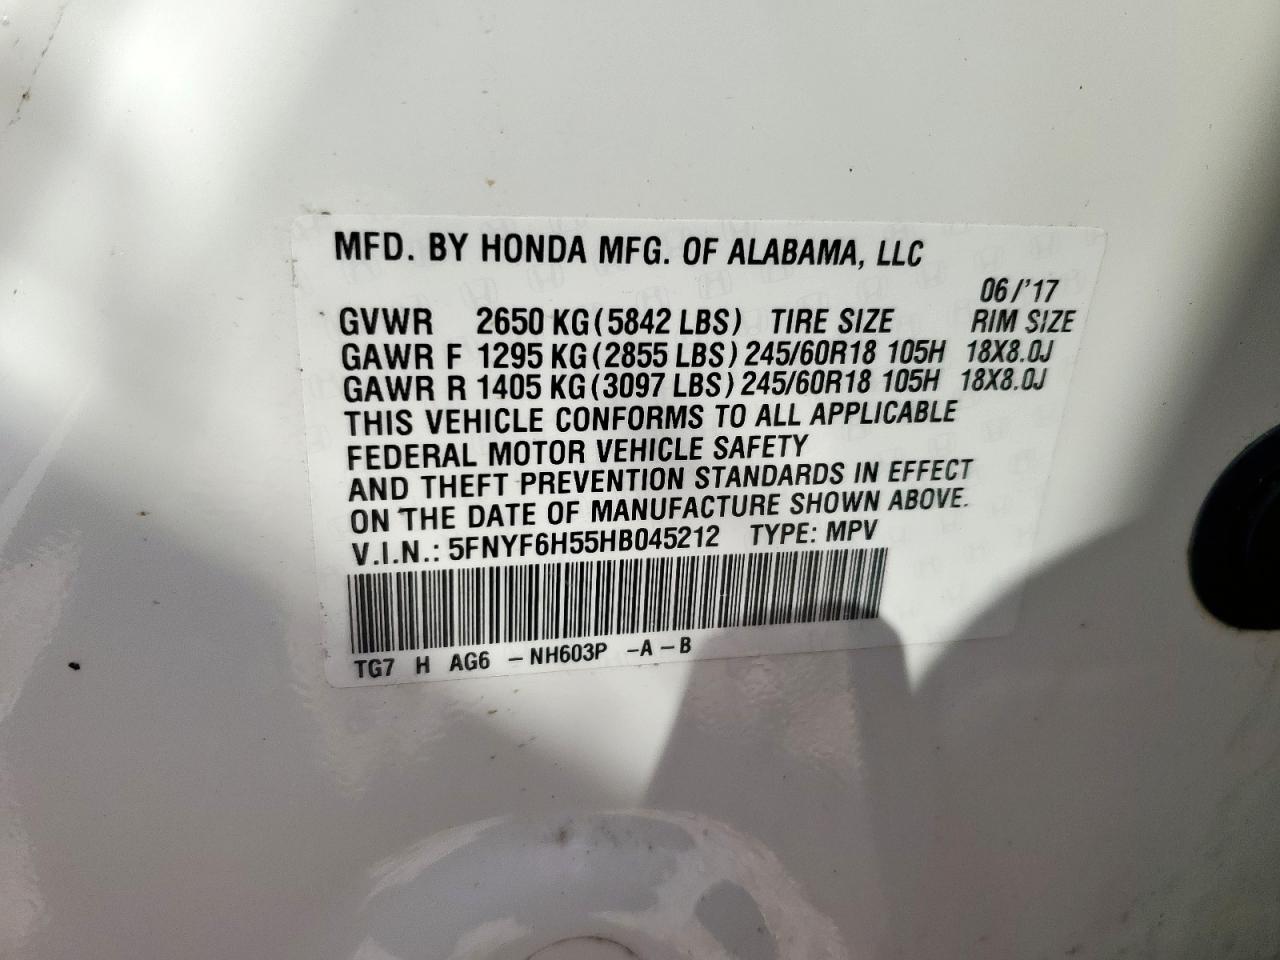 MFD. BY HONDA MFG. OF ALABAMA, LLC
06/'17
GVWR 2650 KG(5842 LBS) TIRE SIZE RIM SIZE
GAWR F 1295 KG(2855 LBS) 245/60R18 105H 18X8.0J
GAWR R 1405 KG(3097 LBS) 245/60R18 105H 18X8.0J
THIS VEHICLE CONFORMS TO ALL APPLICABLE
FEDERAL MOTOR VEHICLE SAFETY
AND THEFT PREVENTION STANDARDS IN EFFECT
ON THE DATE OF MANUFACTURE SHOWN ABOVE.
V.I.N.: 5FNYF6H55HB045212 TYPE: MPV
TG7 H AG6 -NH603P -A-B